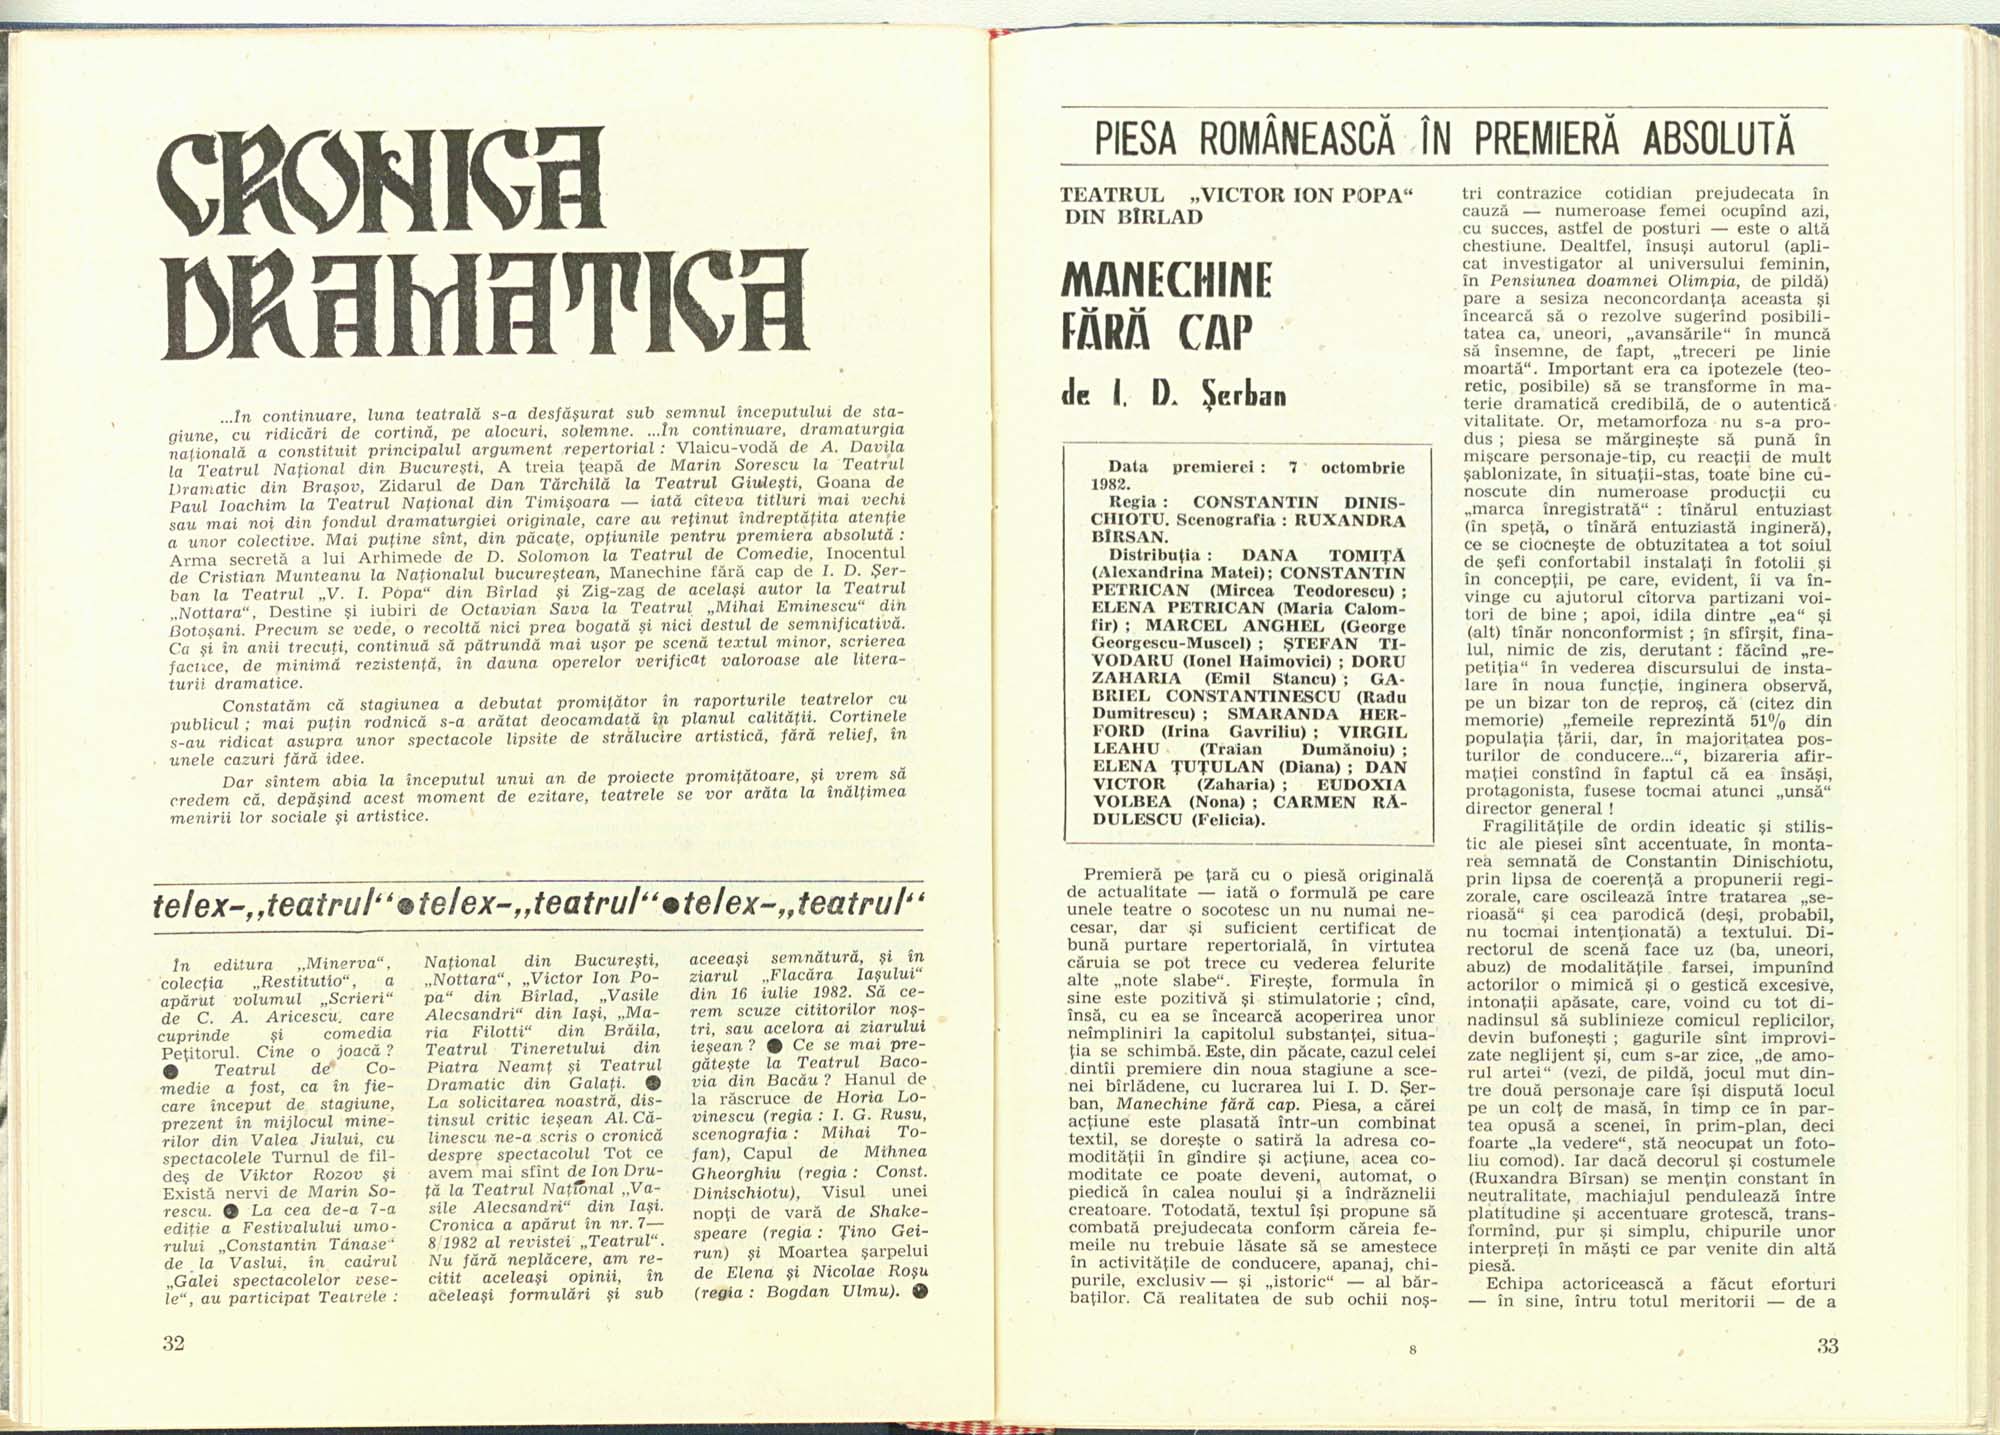 CRONICA
DRAMATICA
...În continuare, luna teatrală s-a desfășurat sub semnul începutului de sta-
giune, cu ridicări de cortină, pe alocuri, solemne. ...În continuare, dramaturgia
națională a constituit principalul argument repertorial : Vlaicu-vodă de A. Davila
la Teatrul Național din București, A treia țeapă de Marin Sorescu la Teatrul
Dramatic din Brașov, Zidarul de Dan Tărchilă la Teatrul Giulești, Goana de
Paul Ioachim la Teatrul Național din Timișoara — iată cîteva titluri mai vechi
sau mai noi din fondul dramaturgiei originale, care au reținut îndreptățita atenție
a unor colective. Mai puține sînt, din păcate, opțiunile pentru premiera absolută :
Arma secretă a lui Arhimede de D. Solomon la Teatrul de Comedie, Inocentul
de Cristian Munteanu la Naționalul bucureștean, Manechine fără cap de I. D. Șer-
ban la Teatrul „V. I. Popa“ din Bîrlad și Zig-zag de același autor la Teatrul
„Nottara“, Destine și iubiri de Octavian Sava la Teatrul „Mihai Eminescu“ din
Botoșani. Precum se vede, o recoltă nici prea bogată și nici destul de semnificativă.
Ca și în anii trecuți, continuă să pătrundă mai ușor pe scenă textul minor, scrierea
factice, de minimă rezistență, în dauna operelor verificat valoroase ale litera-
turii dramatice.
Constatăm că stagiunea a debutat promițător în raporturile teatrelor cu
publicul ; mai puțin rodnică s-a arătat deocamdată în planul calității. Cortinele
s-au ridicat asupra unor spectacole lipsite de strălucire artistică, fără relief, în
unele cazuri fără idee.
Dar sîntem abia la începutul unui an de proiecte promițătoare, și vrem să
credem că, depășind acest moment de ezitare, teatrele se vor arăta la înălțimea
menirii lor sociale și artistice.
telex-„teatrul“●telex-„teatrul“●telex-„teatrul“
În editura „Minerva“,
colecția „Restitutio“, a
apărut volumul „Scrieri“
de C. A. Aricescu, care
cuprinde și comedia
Pețitorul. Cine o joacă ?
● Teatrul de Co-
medie a fost, ca în fie-
care început de stagiune,
prezent în mijlocul mine-
rilor din Valea Jiului, cu
spectacolele Turnul de fil-
deș de Viktor Rozov și
Există nervi de Marin So-
rescu. ● La cea de-a 7-a
ediție a Festivalului umo-
rului „Constantin Tănase“
de la Vaslui, în cadrul
„Galei spectacolelor vese-
le“, au participat Teatrele :
Național din București,
„Nottara“, „Victor Ion Po-
pa“ din Bîrlad, „Vasile
Alecsandri“ din Iași, „Ma-
ria Filotti“ din Brăila,
Teatrul Tineretului din
Piatra Neamț și Teatrul
Dramatic din Galați. ●
La solicitarea noastră, dis-
tinsul critic ieșean Al. Că-
linescu ne-a scris o cronică
despre spectacolul Tot ce
avem mai sfînt de Ion Dru-
ță la Teatrul Național „Va-
sile Alecsandri“ din Iași.
Cronica a apărut în nr. 7—
8/1982 al revistei „Teatrul“.
Nu fără neplăcere, am re-
citit aceleași opinii, în
aceleași formulări și sub
aceeași semnătură, și în
ziarul „Flacăra Iașului“
din 16 iulie 1982. Să ce-
rem scuze cititorilor noș-
tri, sau acelora ai ziarului
ieșean ? ● Ce se mai pre-
gătește la Teatrul Baco-
via din Bacău ? Hanul de
la răscruce de Horia Lo-
vinescu (regia : I. G. Rusu,
scenografia : Mihai To-
fan), Capul de Mihnea
Gheorghiu (regia : Const.
Dinischiotu), Visul unei
nopți de vară de Shake-
speare (regia : Țino Gei-
run) și Moartea șarpelui
de Elena și Nicolae Roșu
(regia : Bogdan Ulmu). ●
32
PIESA ROMÂNEASCĂ ÎN PREMIERĂ ABSOLUTĂ
TEATRUL „VICTOR ION POPA“
DIN BÎRLAD
MANECHINE
FĂRĂ CAP
de I. D. Șerban
Data premierei : 7 octombrie
1982.
Regia : CONSTANTIN DINIS-
CHIOTU. Scenografia : RUXANDRA
BÎRSAN.
Distribuția : DANA TOMIȚĂ
(Alexandrina Matei); CONSTANTIN
PETRICAN (Mircea Teodorescu) ;
ELENA PETRICAN (Maria Calom-
fir) ; MARCEL ANGHEL (George
Georgescu-Muscel) ; ȘTEFAN TI-
VODARU (Ionel Haimovici) ; DORU
ZAHARIA (Emil Stancu) ; GA-
BRIEL CONSTANTINESCU (Radu
Dumitrescu) ; SMARANDA HER-
FORD (Irina Gavriliu) ; VIRGIL
LEAHU (Traian Dumănoiu) ;
ELENA ȚUȚULAN (Diana) ; DAN
VICTOR (Zaharia) ; EUDOXIA
VOLBEA (Nona) ; CARMEN RĂ-
DULESCU (Felicia).
Premieră pe țară cu o piesă originală
de actualitate — iată o formulă pe care
unele teatre o socotesc un nu numai ne-
cesar, dar și suficient certificat de
bună purtare repertorială, în virtutea
căruia se pot trece cu vederea felurite
alte „note slabe“. Firește, formula în
sine este pozitivă și stimulatorie ; cînd,
însă, cu ea se încearcă acoperirea unor
neîmpliniri la capitolul substanței, situa-
ția se schimbă. Este, din păcate, cazul celei
dintîi premiere din noua stagiune a sce-
nei bîrlădene, cu lucrarea lui I. D. Șer-
ban, Manechine fără cap. Piesa, a cărei
acțiune este plasată într-un combinat
textil, se dorește o satiră la adresa co-
modității în gîndire și acțiune, acea co-
moditate ce poate deveni, automat, o
piedică în calea noului și a îndrăznelii
creatoare. Totodată, textul își propune să
combată prejudecata conform căreia fe-
meile nu trebuie lăsate să se amestece
în activitățile de conducere, apanaj, chi-
purile, exclusiv — și „istoric“ — al băr-
baților. Că realitatea de sub ochii noș-
tri contrazice cotidian prejudecata în
cauză — numeroase femei ocupînd azi,
cu succes, astfel de posturi — este o altă
chestiune. Dealtfel, însuși autorul (apli-
cat investigator al universului feminin,
în Pensiunea doamnei Olimpia, de pildă)
pare a sesiza neconcordanța aceasta și
încearcă să o rezolve sugerînd posibili-
tatea ca, uneori, „avansările“ în muncă
să însemne, de fapt, „treceri pe linie
moartă“. Important era ca ipotezele (teo-
retic, posibile) să se transforme în ma-
terie dramatică credibilă, de o autentică
vitalitate. Or, metamorfoza nu s-a pro-
dus ; piesa se mărginește să pună în
mișcare personaje-tip, cu reacții de mult
șablonizate, în situații-stas, toate bine cu-
noscute din numeroase producții cu
„marca înregistrată“ : tînărul entuziast
(în speță, o tînără entuziastă ingineră),
ce se ciocnește de obtuzitatea a tot soiul
de șefi confortabil instalați în fotolii și
în concepții, pe care, evident, îi va în-
vinge cu ajutorul cîtorva partizani voi-
tori de bine ; apoi, idila dintre „ea“ și
(alt) tînăr nonconformist ; în sfîrșit, fina-
lul, nimic de zis, derutant : făcînd „re-
petiția“ în vederea discursului de insta-
lare în noua funcție, inginera observă,
pe un bizar ton de reproș, că (citez din
memorie) „femeile reprezintă 51% din
populația țării, dar, în majoritatea pos-
turilor de conducere...“, bizareria afir-
mației constînd în faptul că ea însăși,
protagonista, fusese tocmai atunci „unsă“
director general !
Fragilitățile de ordin ideatic și stilis-
tic ale piesei sînt accentuate, în monta-
rea semnată de Constantin Dinischiotu,
prin lipsa de coerență a propunerii regi-
zorale, care oscilează între tratarea „se-
rioasă“ și cea parodică (deși, probabil,
nu tocmai intenționată) a textului. Di-
rectorul de scenă face uz (ba, uneori,
abuz) de modalitățile farsei, impunînd
actorilor o mimică și o gestică excesive,
intonații apăsate, care, voind cu tot di-
nadinsul să sublinieze comicul replicilor,
devin bufonești ; gagurile sînt improvi-
zate neglijent și, cum s-ar zice, „de amo-
rul artei“ (vezi, de pildă, jocul mut din-
tre două personaje care își dispută locul
pe un colț de masă, în timp ce în par-
tea opusă a scenei, în prim-plan, deci
foarte „la vedere“, stă neocupat un foto-
liu comod). Iar dacă decorul și costumele
(Ruxandra Bîrsan) se mențin constant în
neutralitate, machiajul pendulează între
platitudine și accentuare grotescă, trans-
formînd, pur și simplu, chipurile unor
interpreți în măști ce par venite din altă
piesă.
Echipa actoricească a făcut eforturi
— în sine, întru totul meritorii — de a
8
33